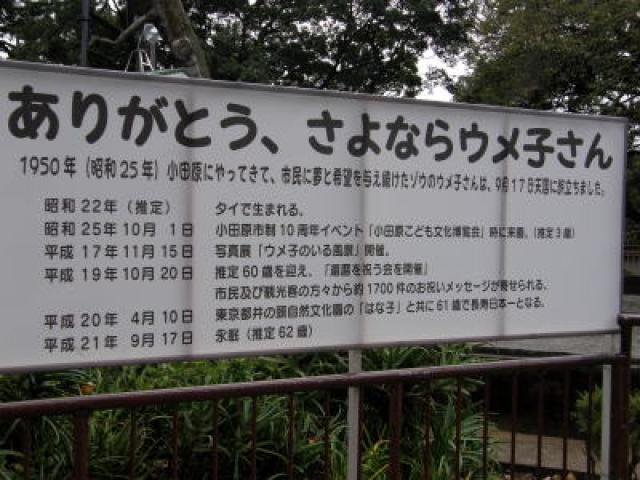 ありがとう、さよならウメ子さん
1950年（昭和25年）小田原にやってきて、市民に夢と希望を与え続けたゾウのウメ子さんは、9月17日天国に旅立ちました。
昭和22年（推定） タイで生まれる。
昭和25年10月 1日 小田原市制10周年イベント「小田原こども文化博覧会」時に来園。（推定3歳）
平成17年11月15日 写真展「ウメ子のいる風景」開催。
平成19年10月20日 推定60歳を迎え、「還暦を祝う会を開催」
市民及び観光客の方々から約1700件のお祝いメッセージが寄せられる。
平成20年 4月10日 東京都井の頭自然文化園の「はな子」と共に61歳で長寿日本一となる。
平成21年 9月17日 永眠（推定62歳）